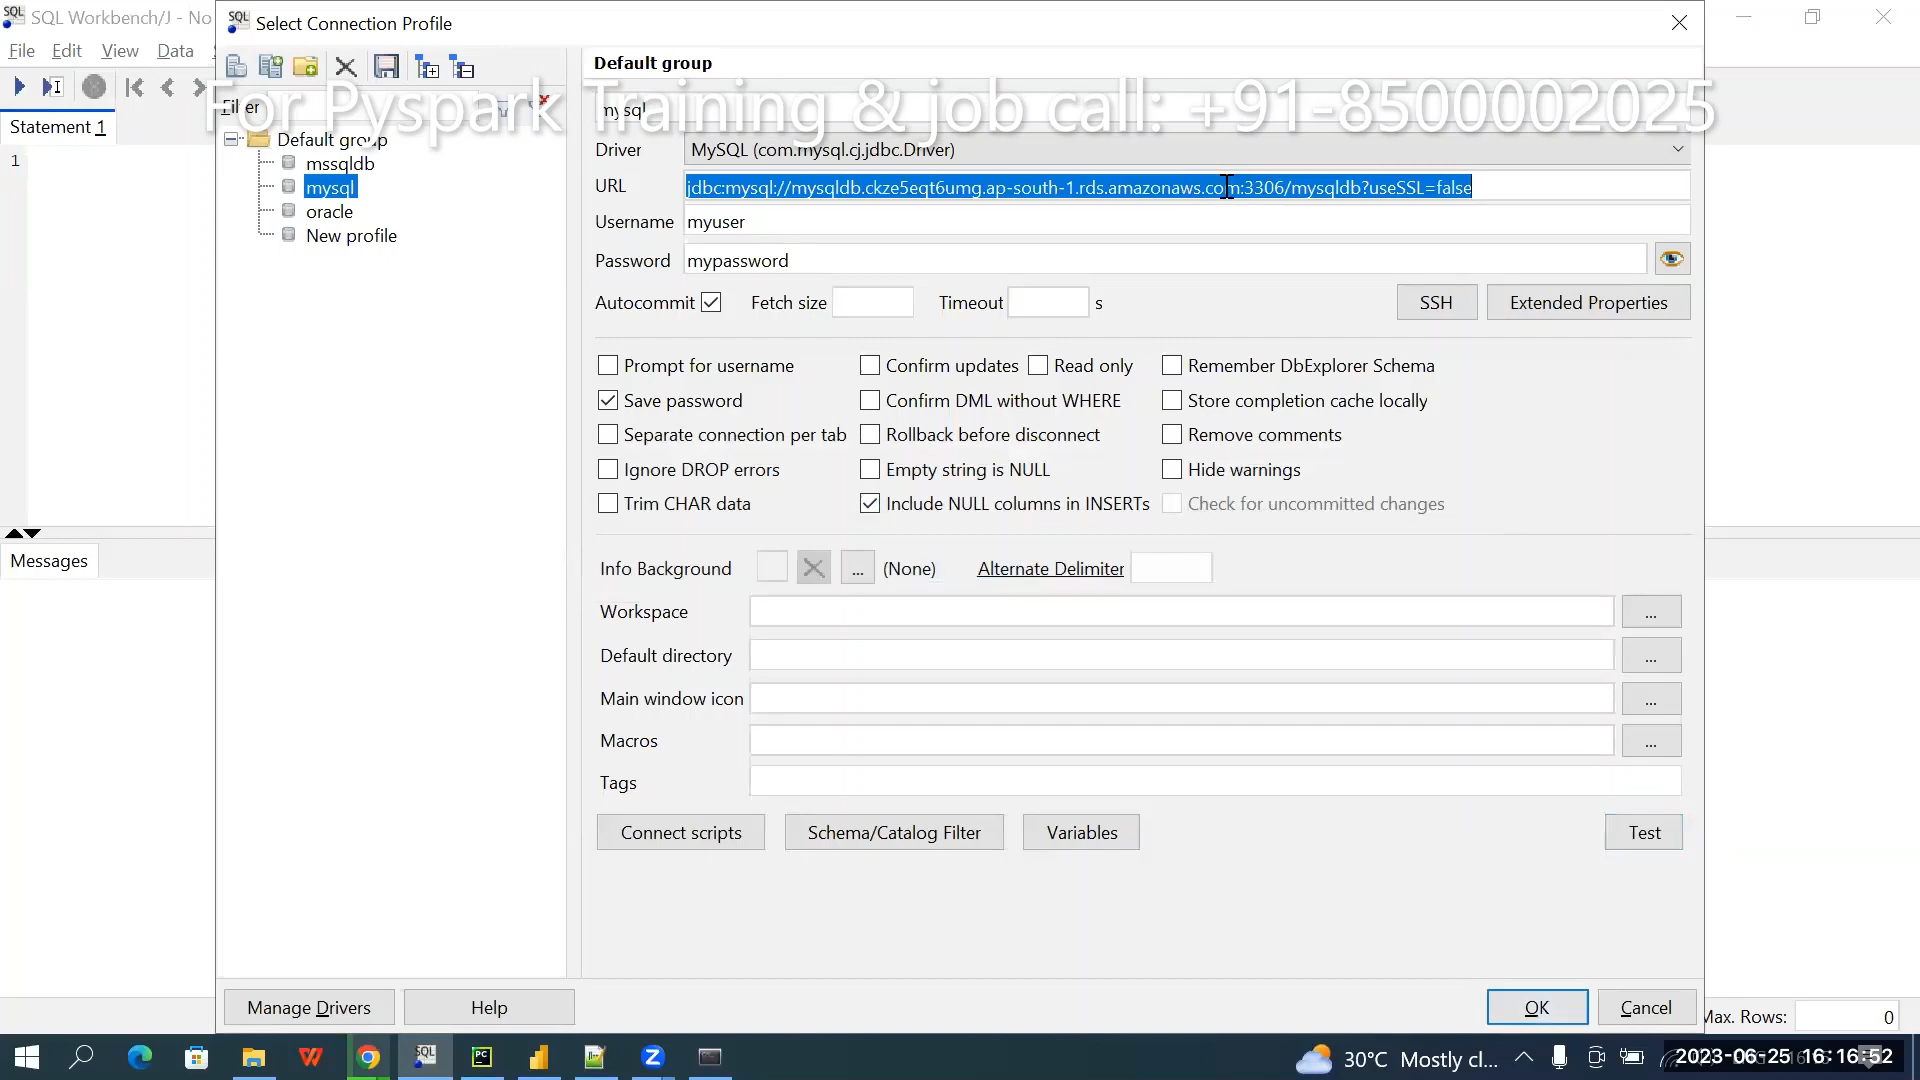 SQL Workbench/J - No
Select Connection Profile
File Edit View Data
Default group
For Pyspark Training & job call: +91-8500002025
Filter
mysql
Statement 1
Default group
mssqldb
mysql
oracle
New profile
Driver MySQL (com.mysql.cj.jdbc.Driver)
1
URL jdbc:mysql://mysqldb.ckze5eqt6umg.ap-south-1.rds.amazonaws.com:3306/mysqldb?useSSL=false
Username myuser
Password mypassword
Autocommit Fetch size Timeout s SSH Extended Properties
Prompt for username Confirm updates Read only Remember DbExplorer Schema
Save password Confirm DML without WHERE Store completion cache locally
Separate connection per tab Rollback before disconnect Remove comments
Ignore DROP errors Empty string is NULL Hide warnings
Trim CHAR data Include NULL columns in INSERTs Check for uncommitted changes
Messages
Info Background ... (None) Alternate Delimiter
Workspace ...
Default directory ...
Main window icon ...
Macros ...
Tags
Connect scripts Schema/Catalog Filter Variables Test
Manage Drivers Help OK Cancel
Max. Rows: 0
30°C Mostly cl...
2023-06-25 16:16:52